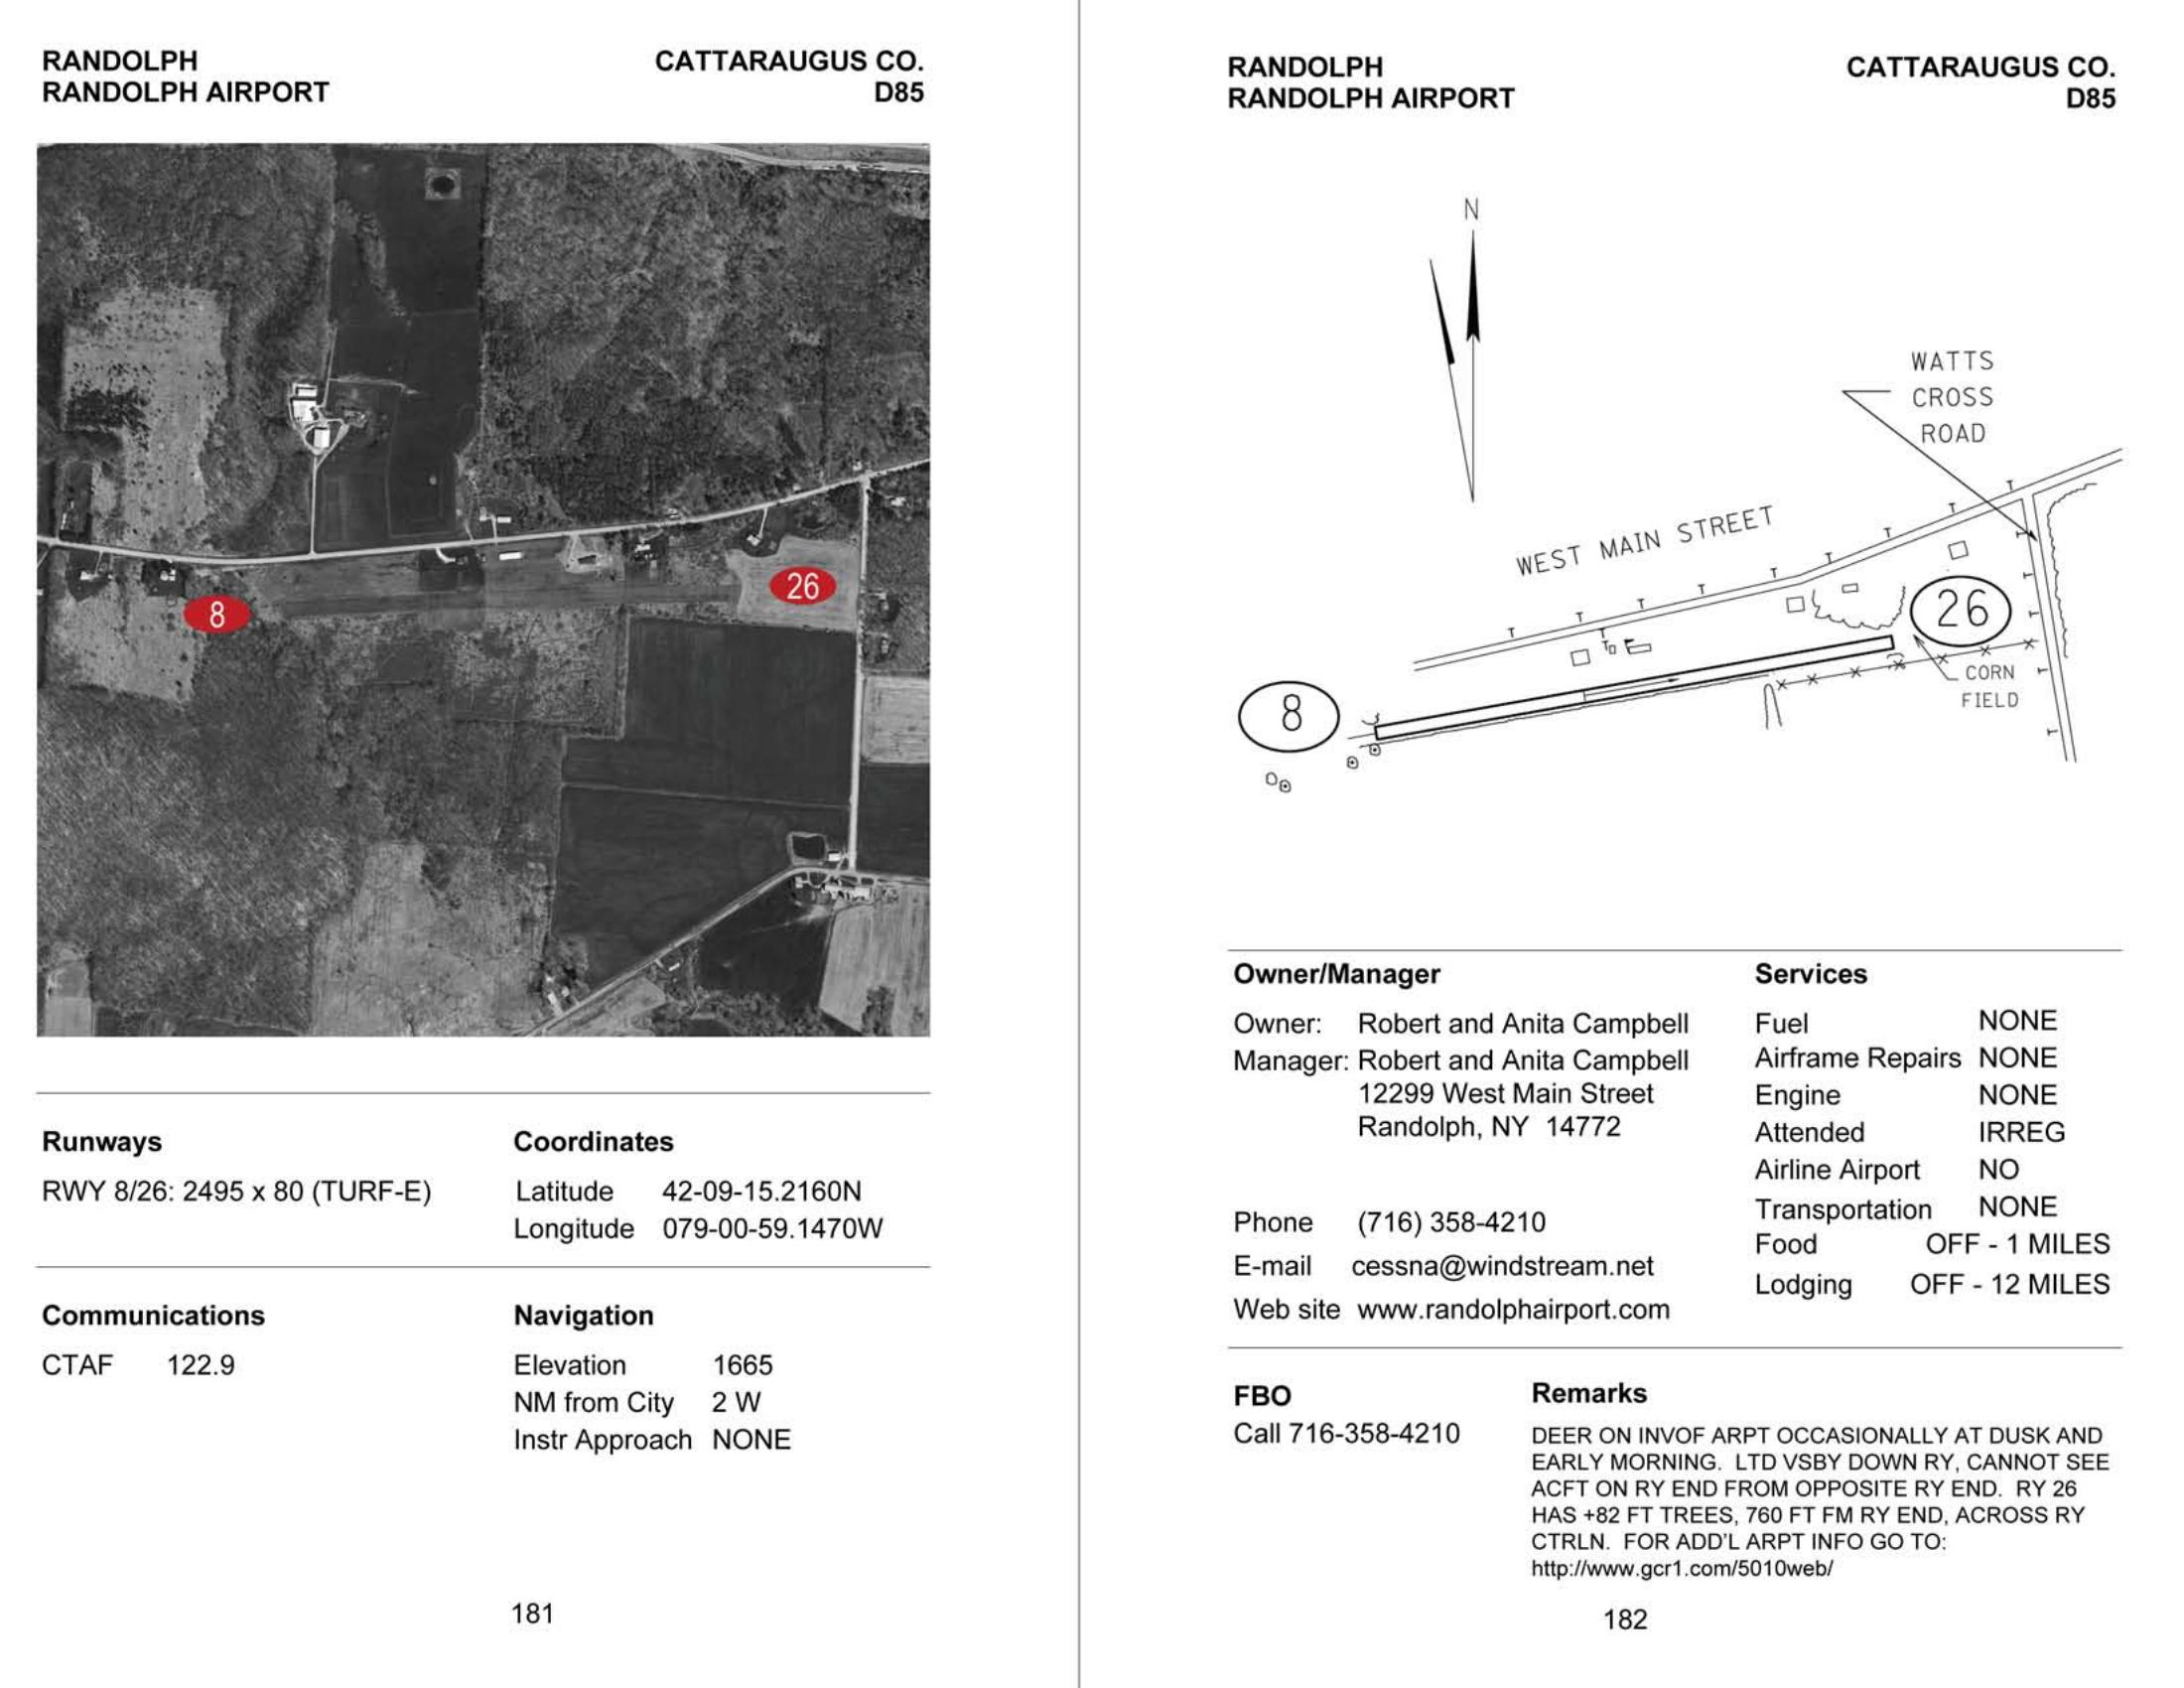 RANDOLPH
CATTARAUGUS CO.
RANDOLPH AIRPORT
D85
8
26
Runways
RWY 8/26: 2495 x 80 (TURF-E)
Coordinates
Latitude 42-09-15.2160N
Longitude 079-00-59.1470W
Communications
CTAF 122.9
Navigation
Elevation 1665
NM from City 2 W
Instr Approach NONE
181
RANDOLPH
CATTARAUGUS CO.
RANDOLPH AIRPORT
D85
N
WATTS
CROSS
ROAD
WEST MAIN STREET
26
CORN
FIELD
8
Owner/Manager
Owner: Robert and Anita Campbell
Manager: Robert and Anita Campbell
12299 West Main Street
Randolph, NY 14772
Phone (716) 358-4210
E-mail cessna@windstream.net
Web site www.randolphairport.com
Services
Fuel NONE
Airframe Repairs NONE
Engine NONE
Attended IRREG
Airline Airport NO
Transportation NONE
Food OFF - 1 MILES
Lodging OFF - 12 MILES
FBO
Call 716-358-4210
Remarks
DEER ON INVOF ARPT OCCASIONALLY AT DUSK AND
EARLY MORNING. LTD VSBY DOWN RY, CANNOT SEE
ACFT ON RY END FROM OPPOSITE RY END. RY 26
HAS +82 FT TREES, 760 FT FM RY END, ACROSS RY
CTRLN. FOR ADD'L ARPT INFO GO TO:
http://www.gcr1.com/5010web/
182